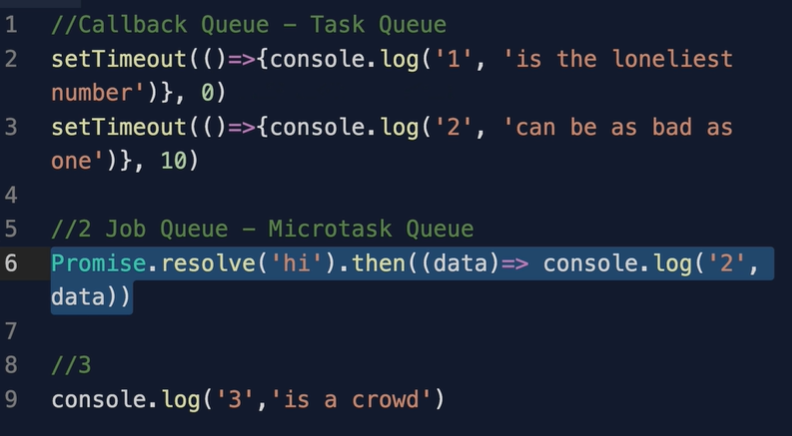 1 //Callback Queue – Task Queue
2 setTimeout(()=>{console.log('1', 'is the loneliest
number')}, 0)
3 setTimeout(()=>{console.log('2', 'can be as bad as
one')}, 10)
4
5 //2 Job Queue – Microtask Queue
6 Promise.resolve('hi').then((data)=> console.log('2',
data))
7
8 //3
9 console.log('3','is a crowd')